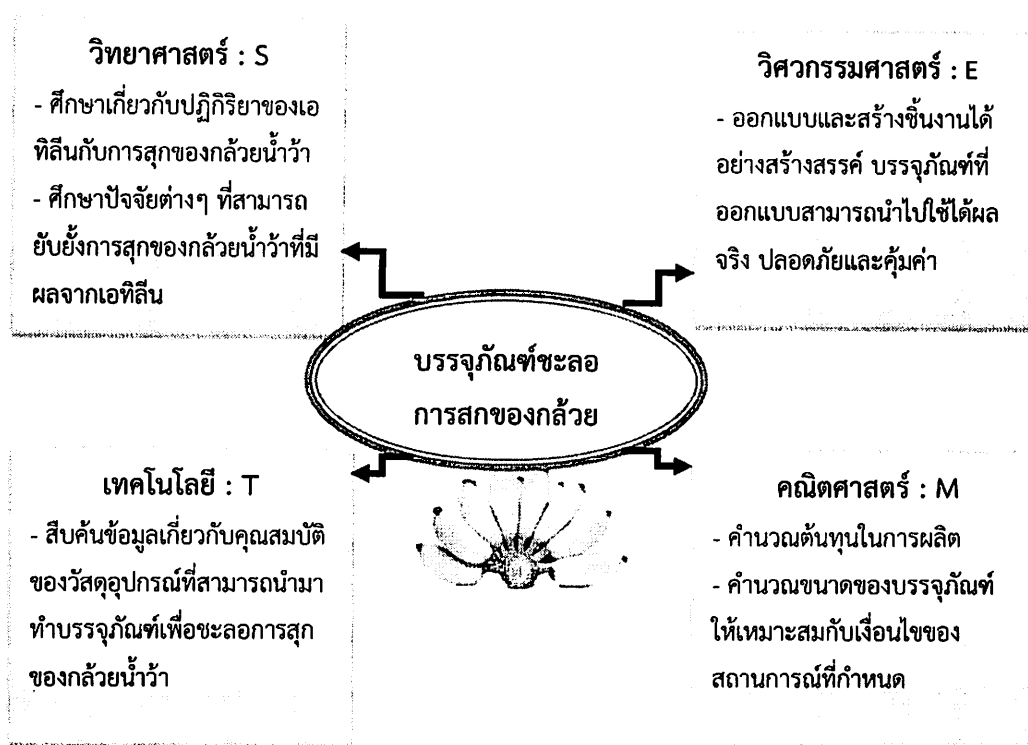 วิทยาศาสตร์ : S
- ศึกษาเกี่ยวกับปฏิกิริยาของเอ
ทิลีนกับการสุกของกล้วยน้ำว้า
- ศึกษาปัจจัยต่างๆ ที่สามารถ
ยับยั้งการสุกของกล้วยน้ำว้าที่มี
ผลจากเอทิลีน
วิศวกรรมศาสตร์ : E
- ออกแบบและสร้างชิ้นงานได้
อย่างสร้างสรรค์ บรรจุภัณฑ์ที่
ออกแบบสามารถนำไปใช้ได้ผล
จริง ปลอดภัยและคุ้มค่า
บรรจุภัณฑ์ชะลอ
การสกของกล้วย
เทคโนโลยี : T
- สืบค้นข้อมูลเกี่ยวกับคุณสมบัติ
ของวัสดุอุปกรณ์ที่สามารถนำมา
ทำบรรจุภัณฑ์เพื่อชะลอการสุก
ของกล้วยน้ำว้า
คณิตศาสตร์ : M
- คำนวณต้นทุนในการผลิต
- คำนวณขนาดของบรรจุภัณฑ์
ให้เหมาะสมกับเงื่อนไขของ
สถานการณ์ที่กำหนด